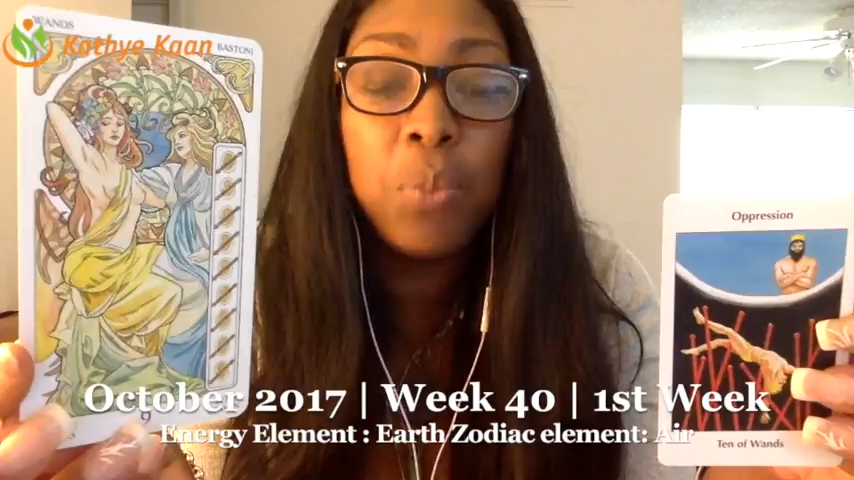 WANDS
BASTONI
Kathye Kaan
Oppression
October 2017 | Week 40 | 1st Week
Energy Element : Earth Zodiac element: Air
9
Ten of Wands